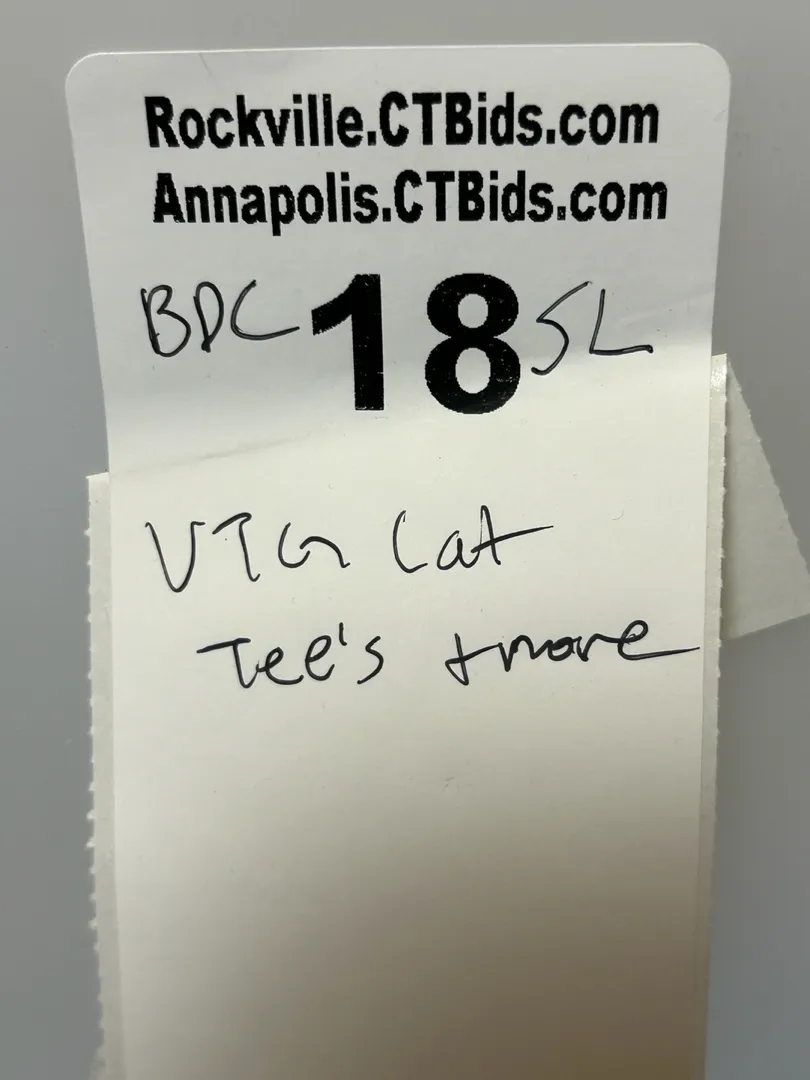 Rockville.CTBids.com
Annapolis.CTBids.com
BDC 18 SL
VTG Cat
Tee's +more